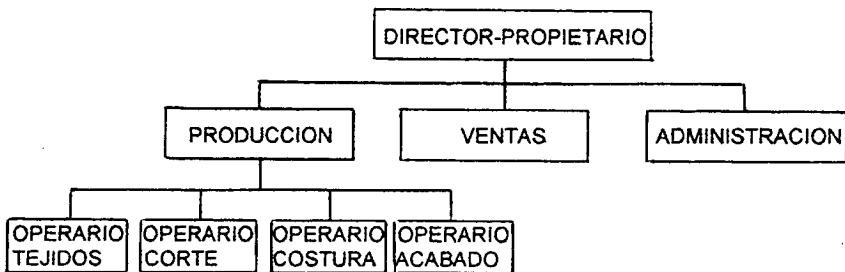 DIRECTOR-PROPIETARIO
PRODUCCION
VENTAS
ADMINISTRACION
OPERARIO
TEJIDOS
OPERARIO
CORTE
OPERARIO
COSTURA
OPERARIO
ACABADO